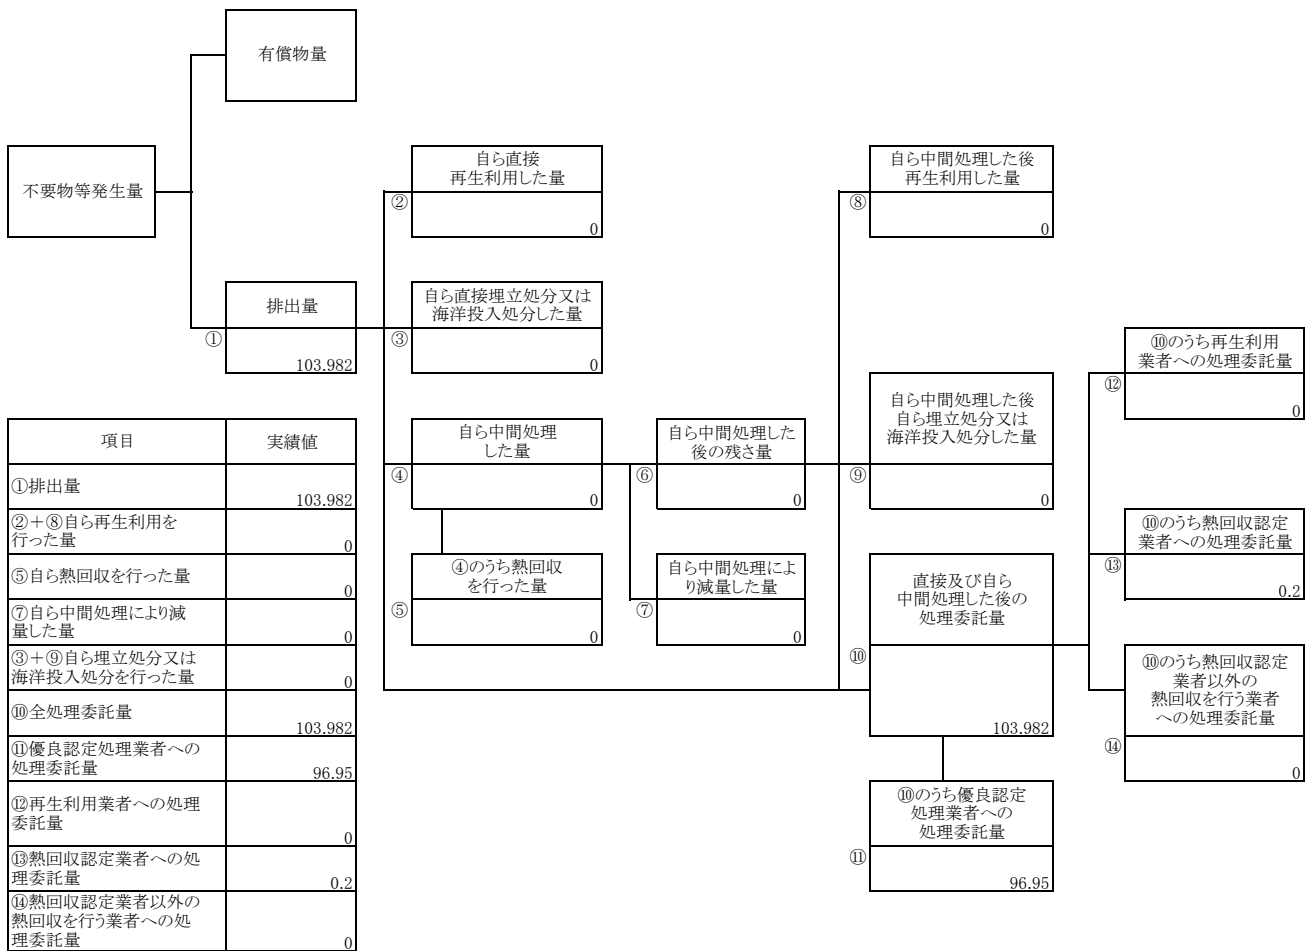 有償物量
不要物等発生量
自ら直接
再生利用した量
②
0
自ら中間処理した後
再生利用した量
⑧
0
排出量
①
103.982
自ら直接埋立処分又は
海洋投入処分した量
③
0
⑩のうち再生利用
業者への処理委託量
⑫
0
自ら中間処理
した量
④
0
自ら中間処理した
後の残さ量
⑥
0
自ら中間処理した後
自ら埋立処分又は
海洋投入処分した量
⑨
0
⑩のうち熱回収認定
業者への処理委託量
⑬
0.2
④のうち熱回収
を行った量
⑤
0
自ら中間処理によ
り減量した量
⑦
0
直接及び自ら
中間処理した後の
処理委託量
⑩
103.982
⑩のうち熱回収認定
業者以外の
熱回収を行う業者
への処理委託量
⑭
0
⑩のうち優良認定
処理業者への
処理委託量
⑪
96.95
項目 実績値
①排出量
103.982
②+⑧自ら再生利用を
行った量
0
⑤自ら熱回収を行った量
0
⑦自ら中間処理により減
量した量
0
③+⑨自ら埋立処分又は
海洋投入処分を行った量
0
⑩全処理委託量
103.982
⑪優良認定処理業者への
処理委託量
96.95
⑫再生利用業者への処理
委託量
0
⑬熱回収認定業者への処
理委託量
0.2
⑭熱回収認定業者以外の
熱回収を行う業者への処
理委託量
0